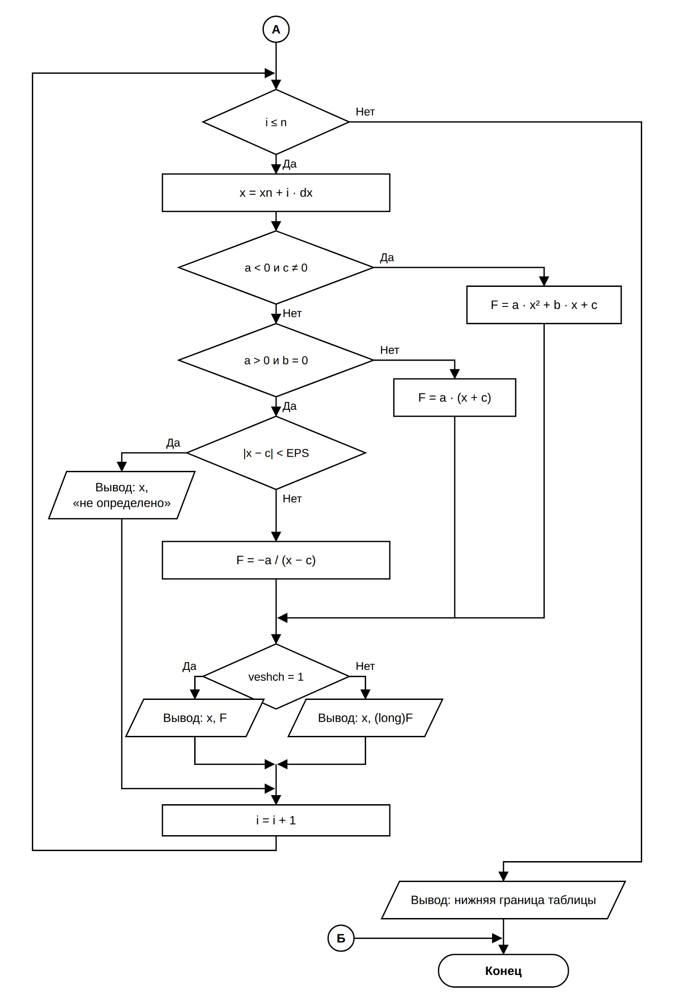 А
i ≤ n
Нет
Да
x = xn + i · dx
a < 0 и c ≠ 0
Да
F = a · x² + b · x + c
Нет
a > 0 и b = 0
Нет
F = a · (x + c)
Да
|x − c| < EPS
Да
Вывод: x,
«не определено»
Нет
F = −a / (x − c)
veshch = 1
Да
Нет
Вывод: x, F
Вывод: x, (long)F
i = i + 1
Вывод: нижняя граница таблицы
Б
Конец